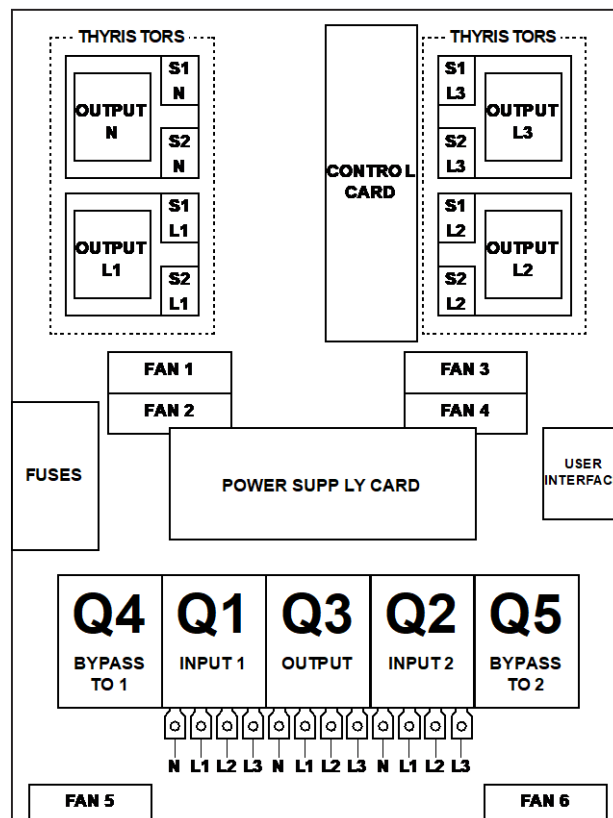 THYRIS TORS
THYRIS TORS
OUTPUT
N
S1
N
S2
N
OUTPUT
L1
S1
L1
S2
L1
CONTRO L
CARD
S1
L3
S2
L3
OUTPUT
L3
S1
L2
S2
L2
OUTPUT
L2
FAN 1
FAN 2
FAN 3
FAN 4
FUSES
POWER SUPP LY CARD
USER
INTERFAC
Q4
BYPASS
TO 1
Q1
INPUT 1
Q3
OUTPUT
Q2
INPUT 2
Q5
BYPASS
TO 2
N L1 L2 L3 N L1 L2 L3 N L1 L2 L3
FAN 5
FAN 6